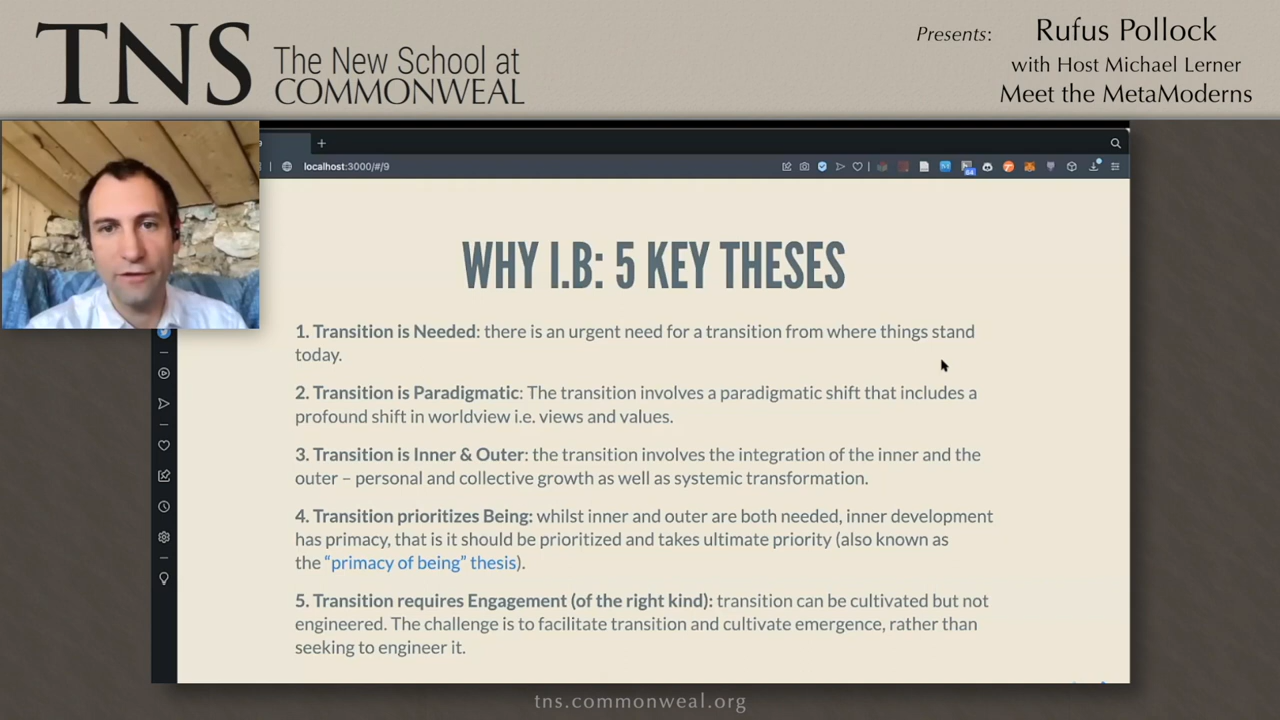 TNS
The New School at
COMMONWEAL
Presents: Rufus Pollock
with Host Michael Lerner
Meet the MetaModerns
localhost:3000/#/9
WHY I.B: 5 KEY THESES
1. Transition is Needed: there is an urgent need for a transition from where things stand
today.
2. Transition is Paradigmatic: The transition involves a paradigmatic shift that includes a
profound shift in worldview i.e. views and values.
3. Transition is Inner & Outer: the transition involves the integration of the inner and the
outer – personal and collective growth as well as systemic transformation.
4. Transition prioritizes Being: whilst inner and outer are both needed, inner development
has primacy, that is it should be prioritized and takes ultimate priority (also known as
the “primacy of being” thesis).
5. Transition requires Engagement (of the right kind): transition can be cultivated but not
engineered. The challenge is to facilitate transition and cultivate emergence, rather than
seeking to engineer it.
tns.commonweal.org